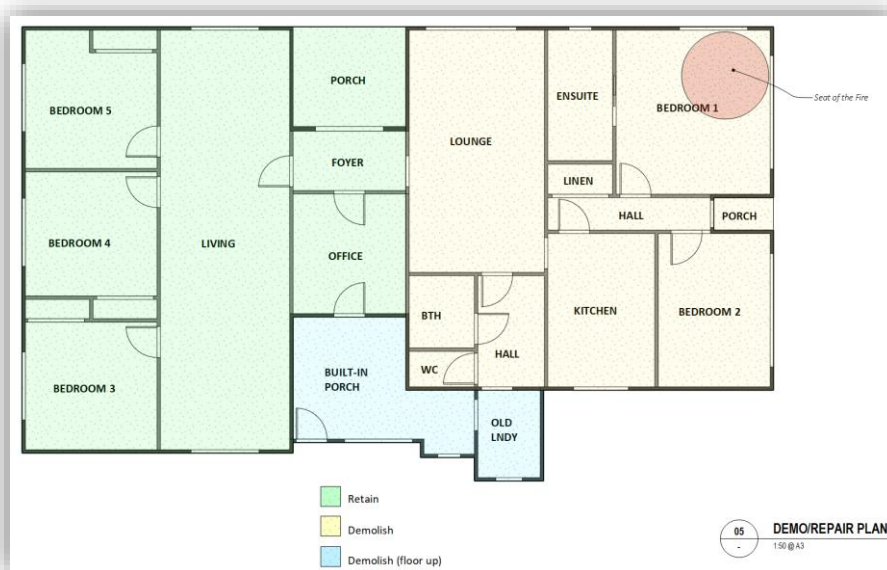 BEDROOM 5
PORCH
LOUNGE
ENSUITE
BEDROOM 1
Seat of the Fire
FOYER
LINEN
BEDROOM 4
LIVING
OFFICE
HALL
PORCH
BTH
KITCHEN
BEDROOM 2
HALL
WC
BEDROOM 3
BUILT-IN
PORCH
OLD
LNDY
Retain
Demolish
Demolish (floor up)
05
-
DEMO/REPAIR PLAN
1:50 @ A3